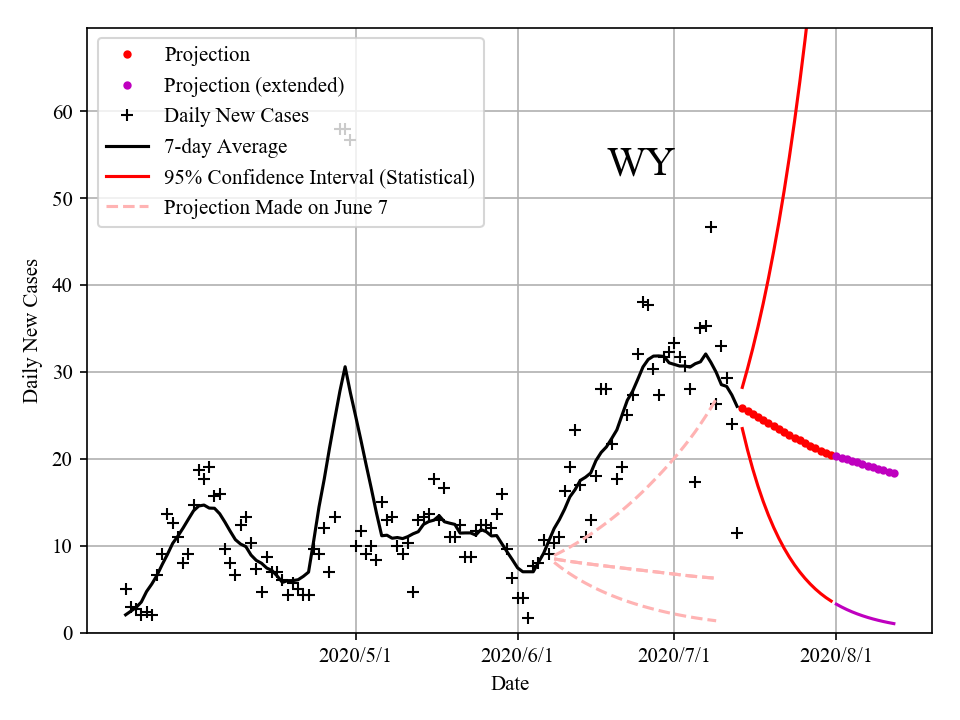 Projection
Projection (extended)
Daily New Cases
7-day Average
95% Confidence Interval (Statistical)
Projection Made on June 7
WY
60
50
40
30
20
10
0
Daily New Cases
2020/5/1
2020/6/1
2020/7/1
2020/8/1
Date